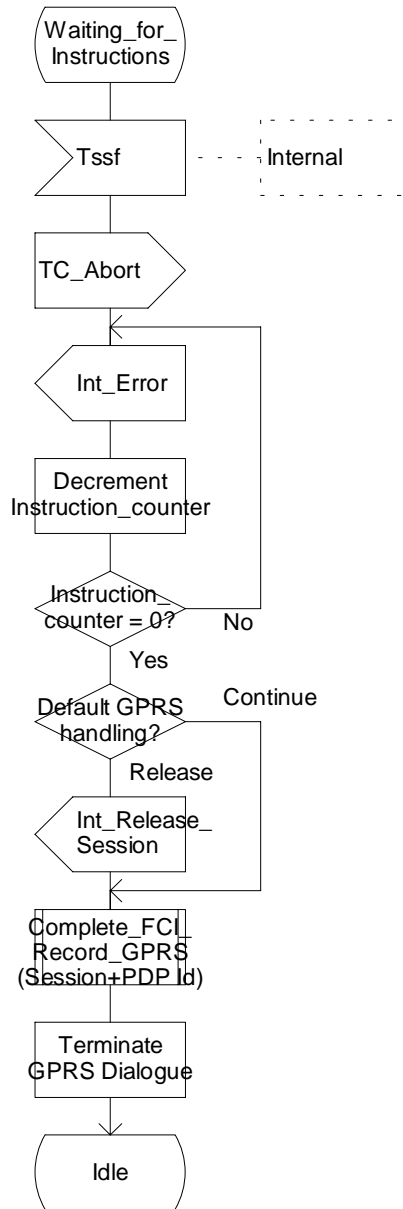 Waiting_for_
Instructions
Tssf
Internal
TC_Abort
Int_Error
Decrement
Instruction_counter
Instruction_
counter = 0?
No
Yes
Default GPRS
handling?
Continue
Release
Int_Release_
Session
Complete_FCI_
Record_GPRS
(Session+PDP Id)
Terminate
GPRS Dialogue
Idle